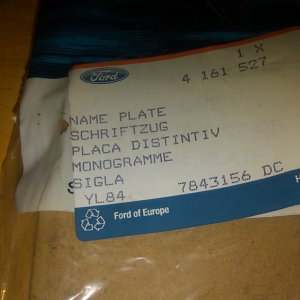 Ford
1 X
4 161 527
NAME PLATE
SCHRIFTZUG
PLACA DISTINTIV
MONOGRAMME
SIGLA
YL84 7843156 DC
Ford of Europe
H